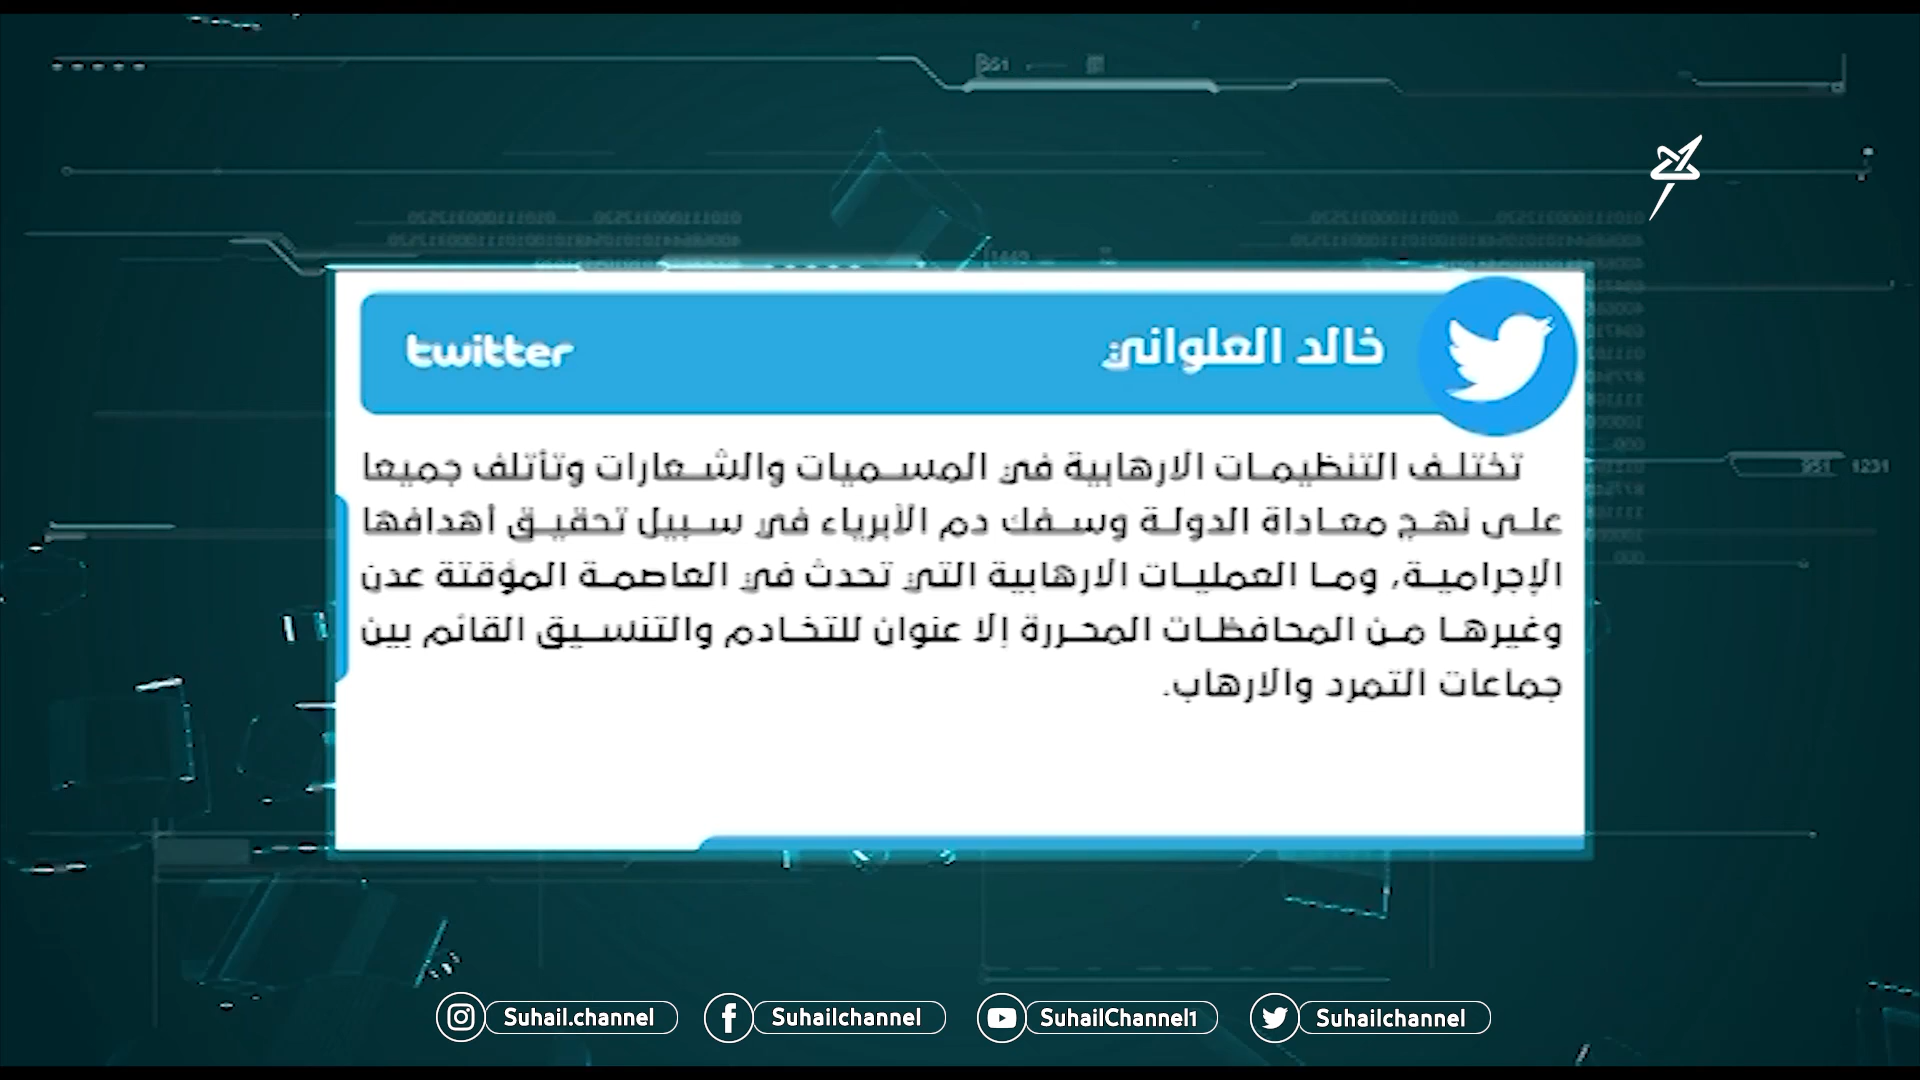 خالد العلواني
twitter
تختلف التنظيمات الارهابية في المسميات والشعارات وتأتلف جميعا
على نهج معاداة الدولة وسفك دم الأبرياء في سبيل تحقيق أهدافها
الإجرامية، وما العمليات الارهابية التي تحدث في العاصمة المؤقتة عدن
وغيرها من المحافظات المحررة إلا عنوان للتخادم والتنسيق القائم بين
جماعات التمرد والارهاب.
Suhail.channel
Suhailchannel
SuhailChannel1
Suhailchannel